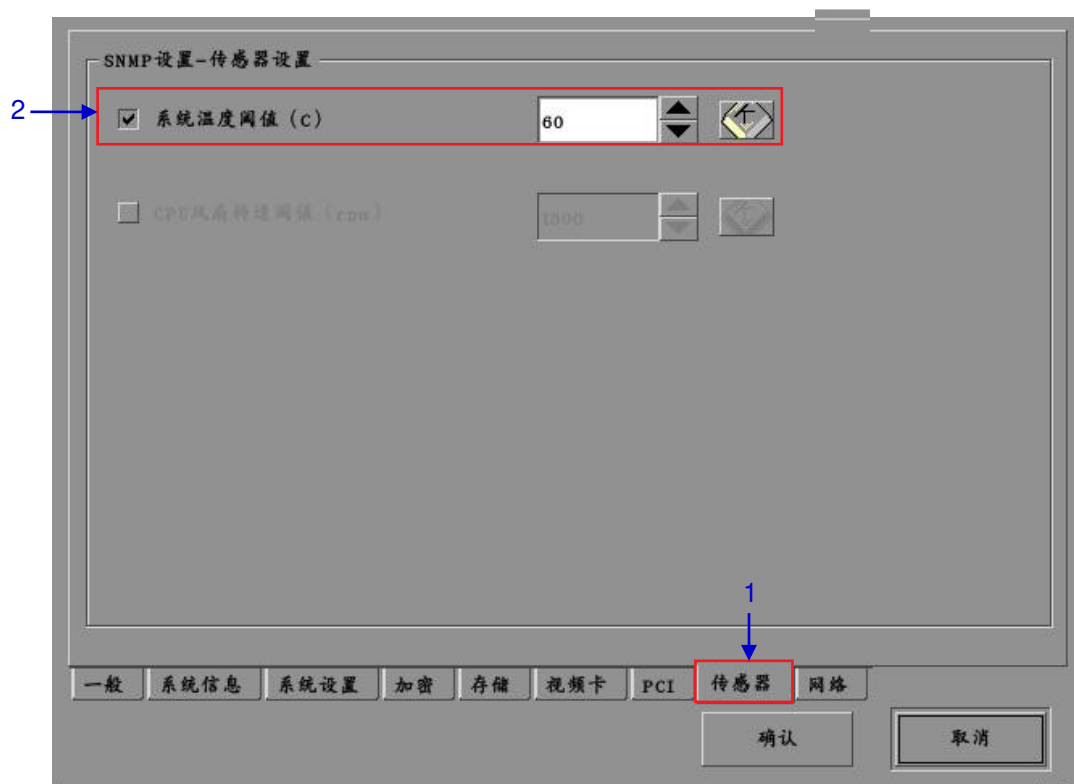 SNMP设置-传感器设置
2
系统温度阈值 (c)
60
CPU风扇转速阈值 (rpm)
1
一般
系统信息
系统设置
加密
存储
视频卡
PCI
传感器
网络
确认
取消